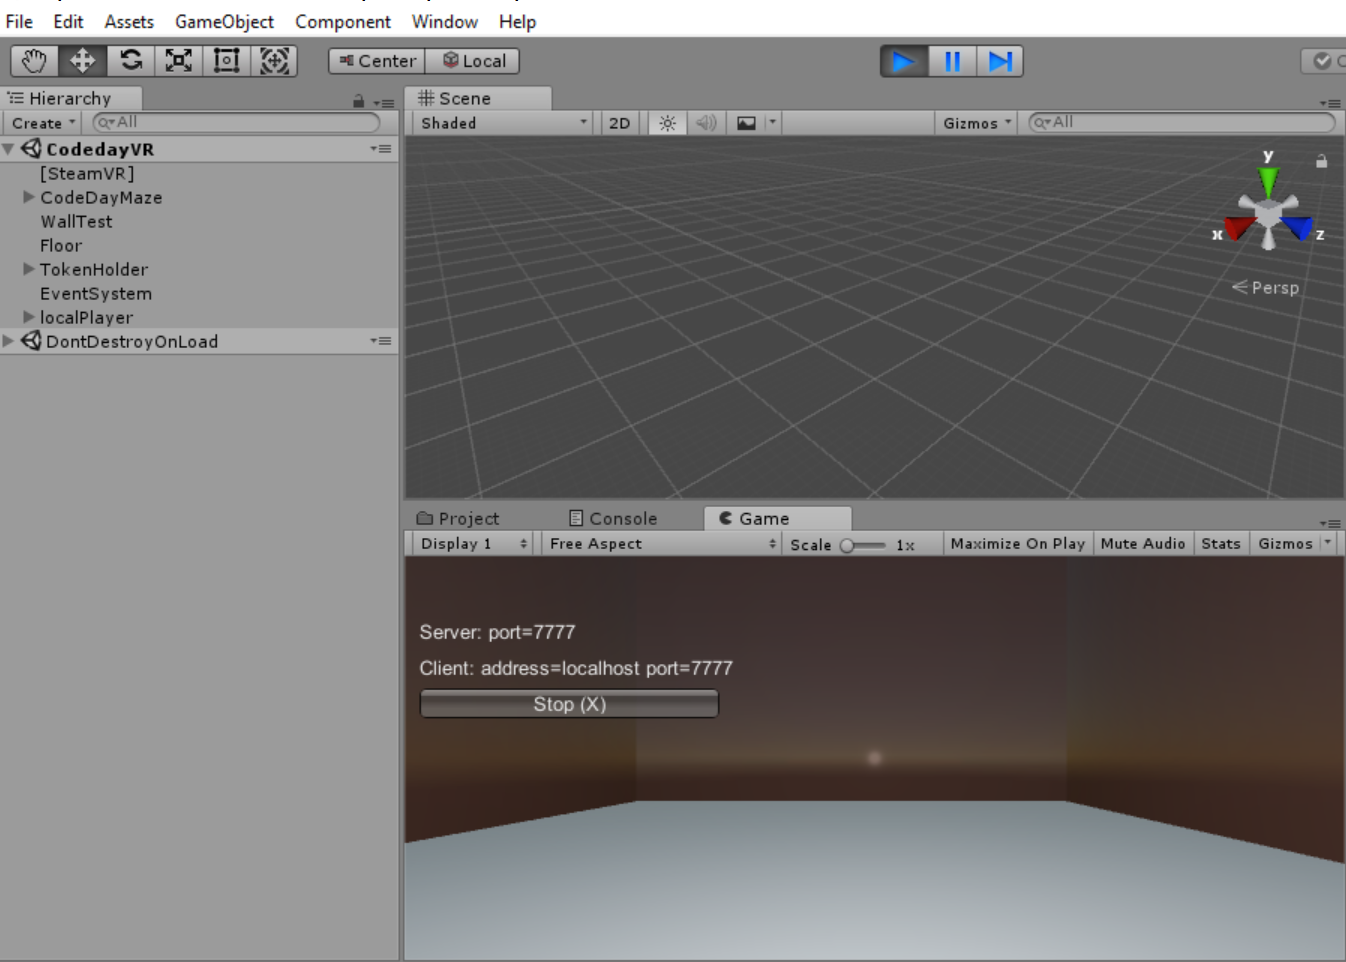 File Edit Assets GameObject Component Window Help
Center Local
Hierarchy
Create All
CodedayVR
[SteamVR]
CodeDayMaze
WallTest
Floor
TokenHolder
EventSystem
localPlayer
DontDestroyOnLoad
Scene
Shaded 2D Gizmos All
y
x z
Persp
Project Console Game
Display 1 Free Aspect Scale 1x Maximize On Play Mute Audio Stats Gizmos
Server: port=7777
Client: address=localhost port=7777
Stop (X)